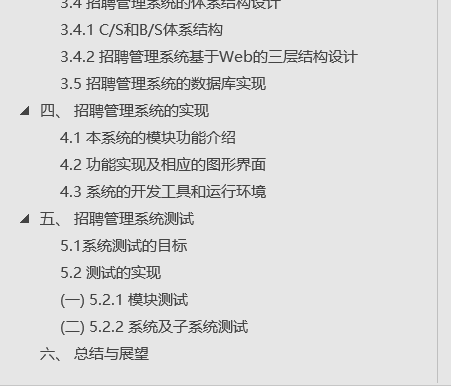 3.4 招聘管理系统的体系结构设计
3.4.1 C/S和B/S体系结构
3.4.2 招聘管理系统基于Web的三层结构设计
3.5 招聘管理系统的数据库实现
四、 招聘管理系统的实现
4.1 本系统的模块功能介绍
4.2 功能实现及相应的图形界面
4.3 系统的开发工具和运行环境
五、 招聘管理系统测试
5.1系统测试的目标
5.2 测试的实现
(一) 5.2.1 模块测试
(二) 5.2.2 系统及子系统测试
六、 总结与展望